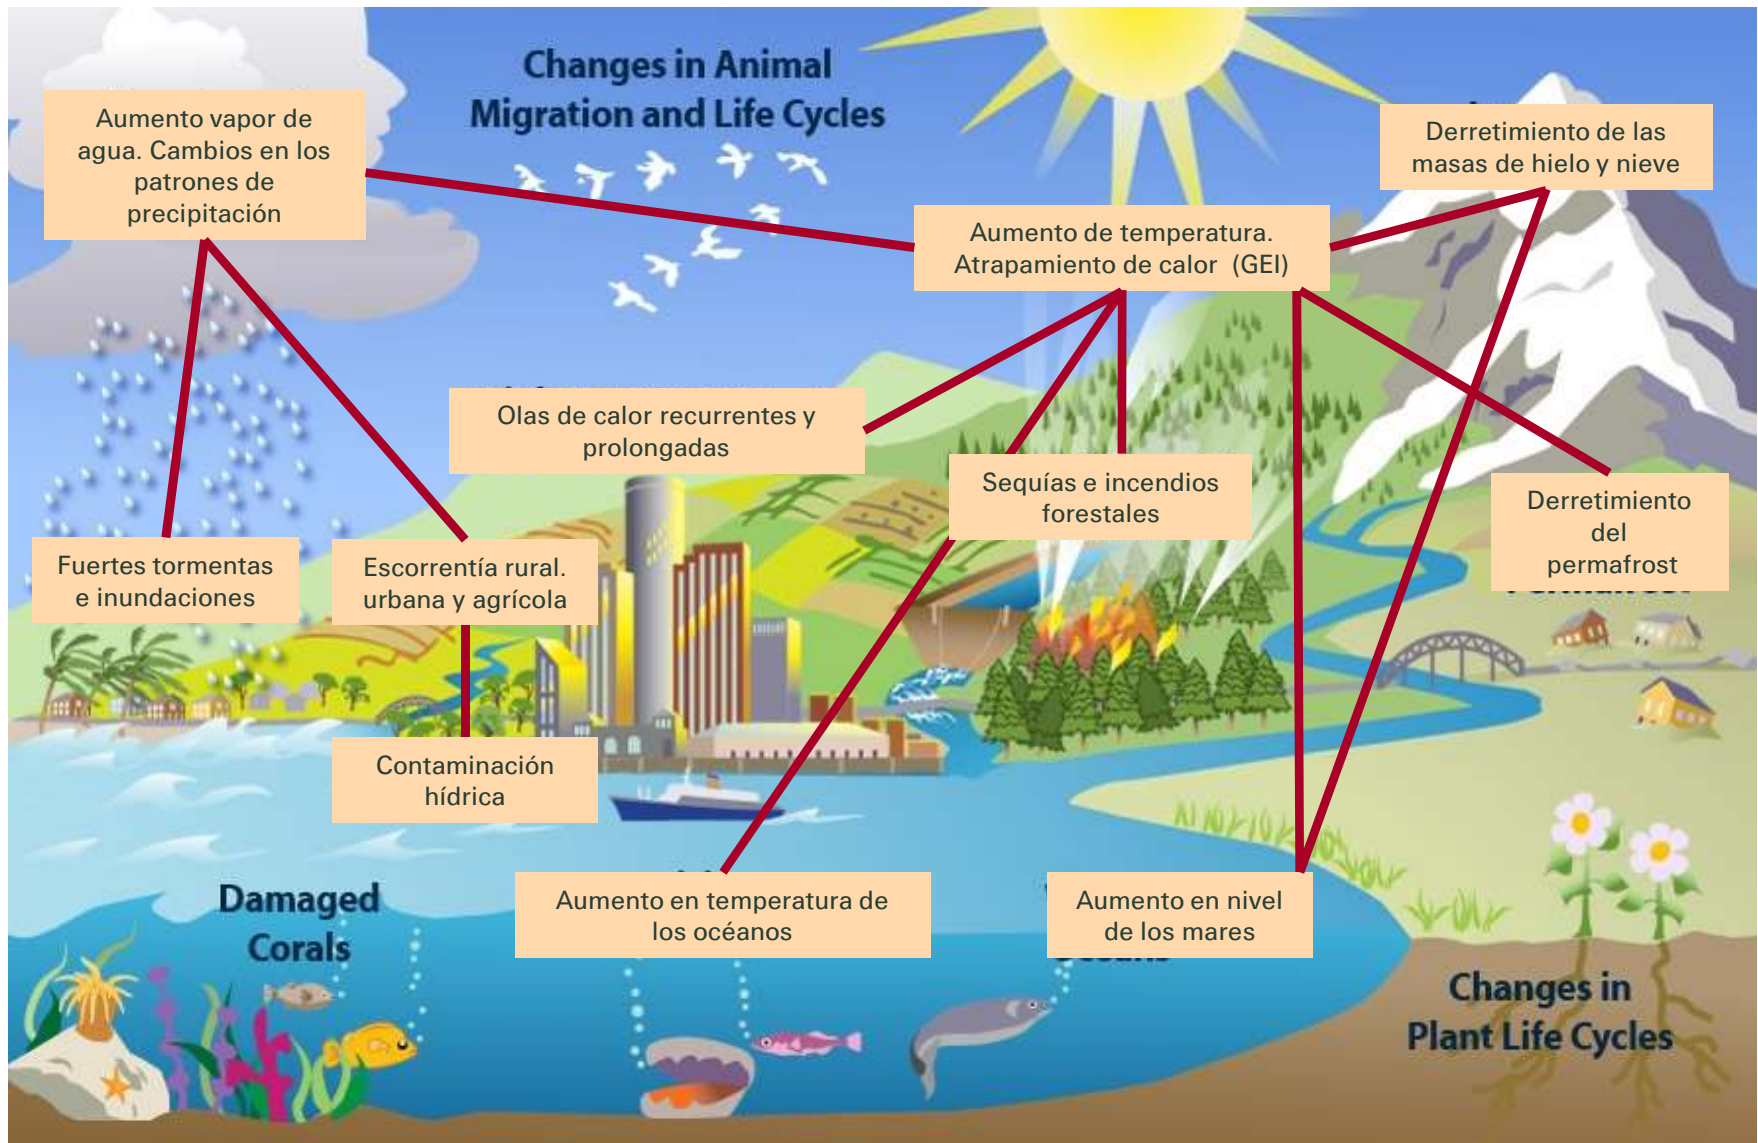 Changes in Animal
Migration and Life Cycles
Aumento vapor de
agua. Cambios en los
patrones de
precipitación
Derretimiento de las
masas de hielo y nieve
Aumento de temperatura.
Atrapamiento de calor (GEI)
Olas de calor recurrentes y
prolongadas
Sequías e incendios
forestales
Derretimiento
del
permafrost
Fuertes tormentas
e inundaciones
Escorrentía rural.
urbana y agrícola
Contaminación
hídrica
Damaged
Corals
Aumento en temperatura de
los océanos
Aumento en nivel
de los mares
Changes in
Plant Life Cycles